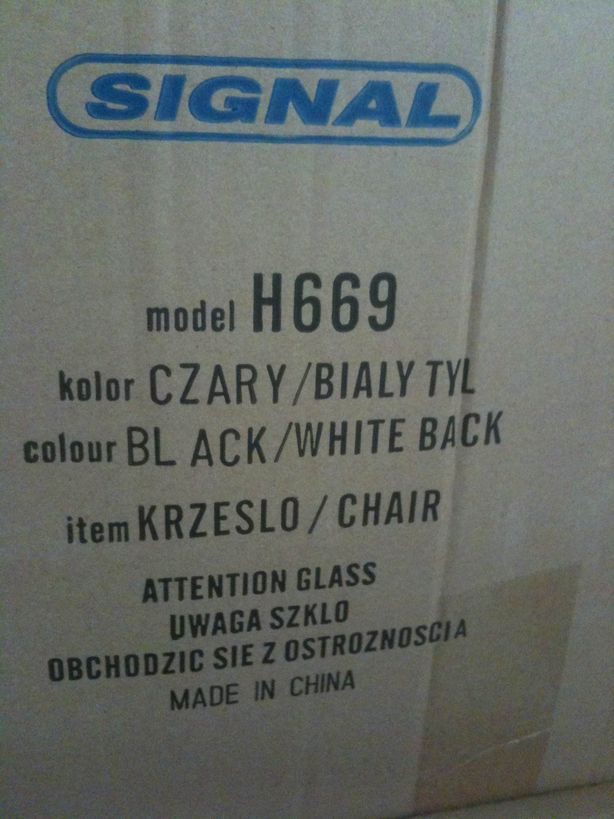 SIGNAL
model H669
kolor CZARY/BIALY TYL
colour BL ACK/WHITE BACK
item KRZESLO / CHAIR
ATTENTION GLASS
UWAGA SZKLO
OBCHODZIC SIE Z OSTROZNOSCIA
MADE IN CHINA